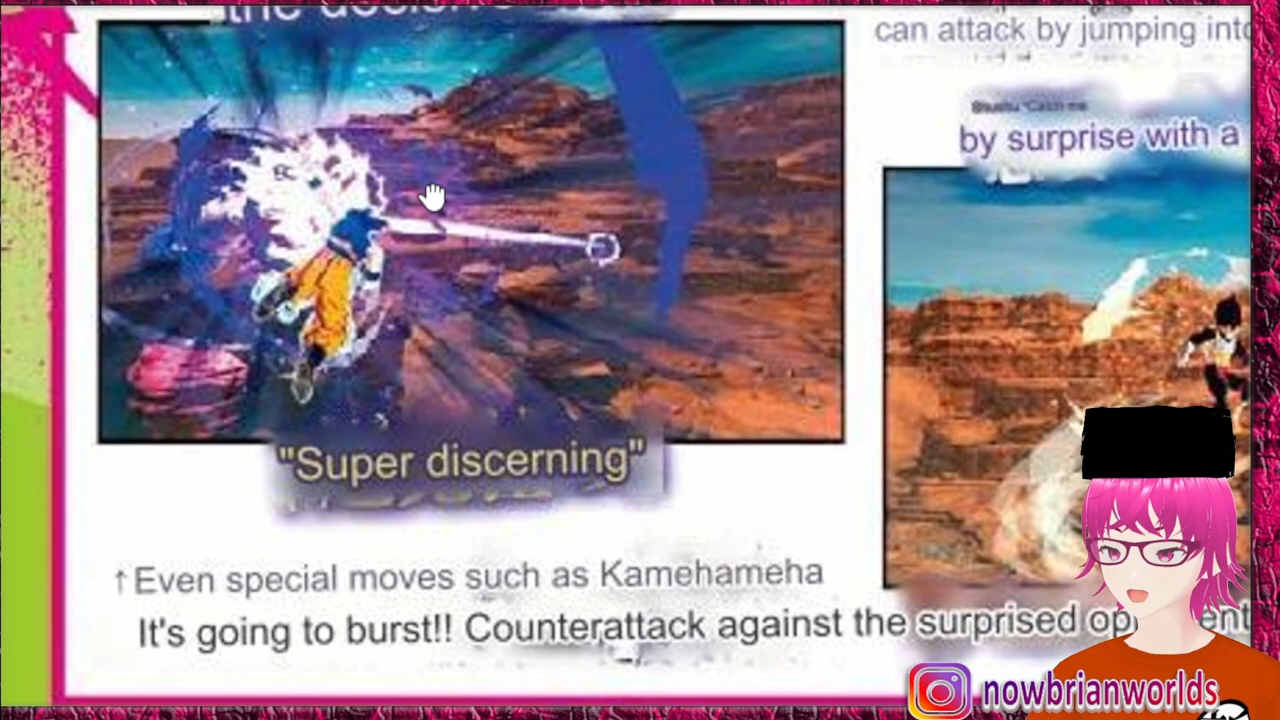 can attack by jumping into
by surprise with a
"Super discerning"
↑Even special moves such as Kamehameha
It's going to burst!! Counterattack against the surprised
nowbrianworlds